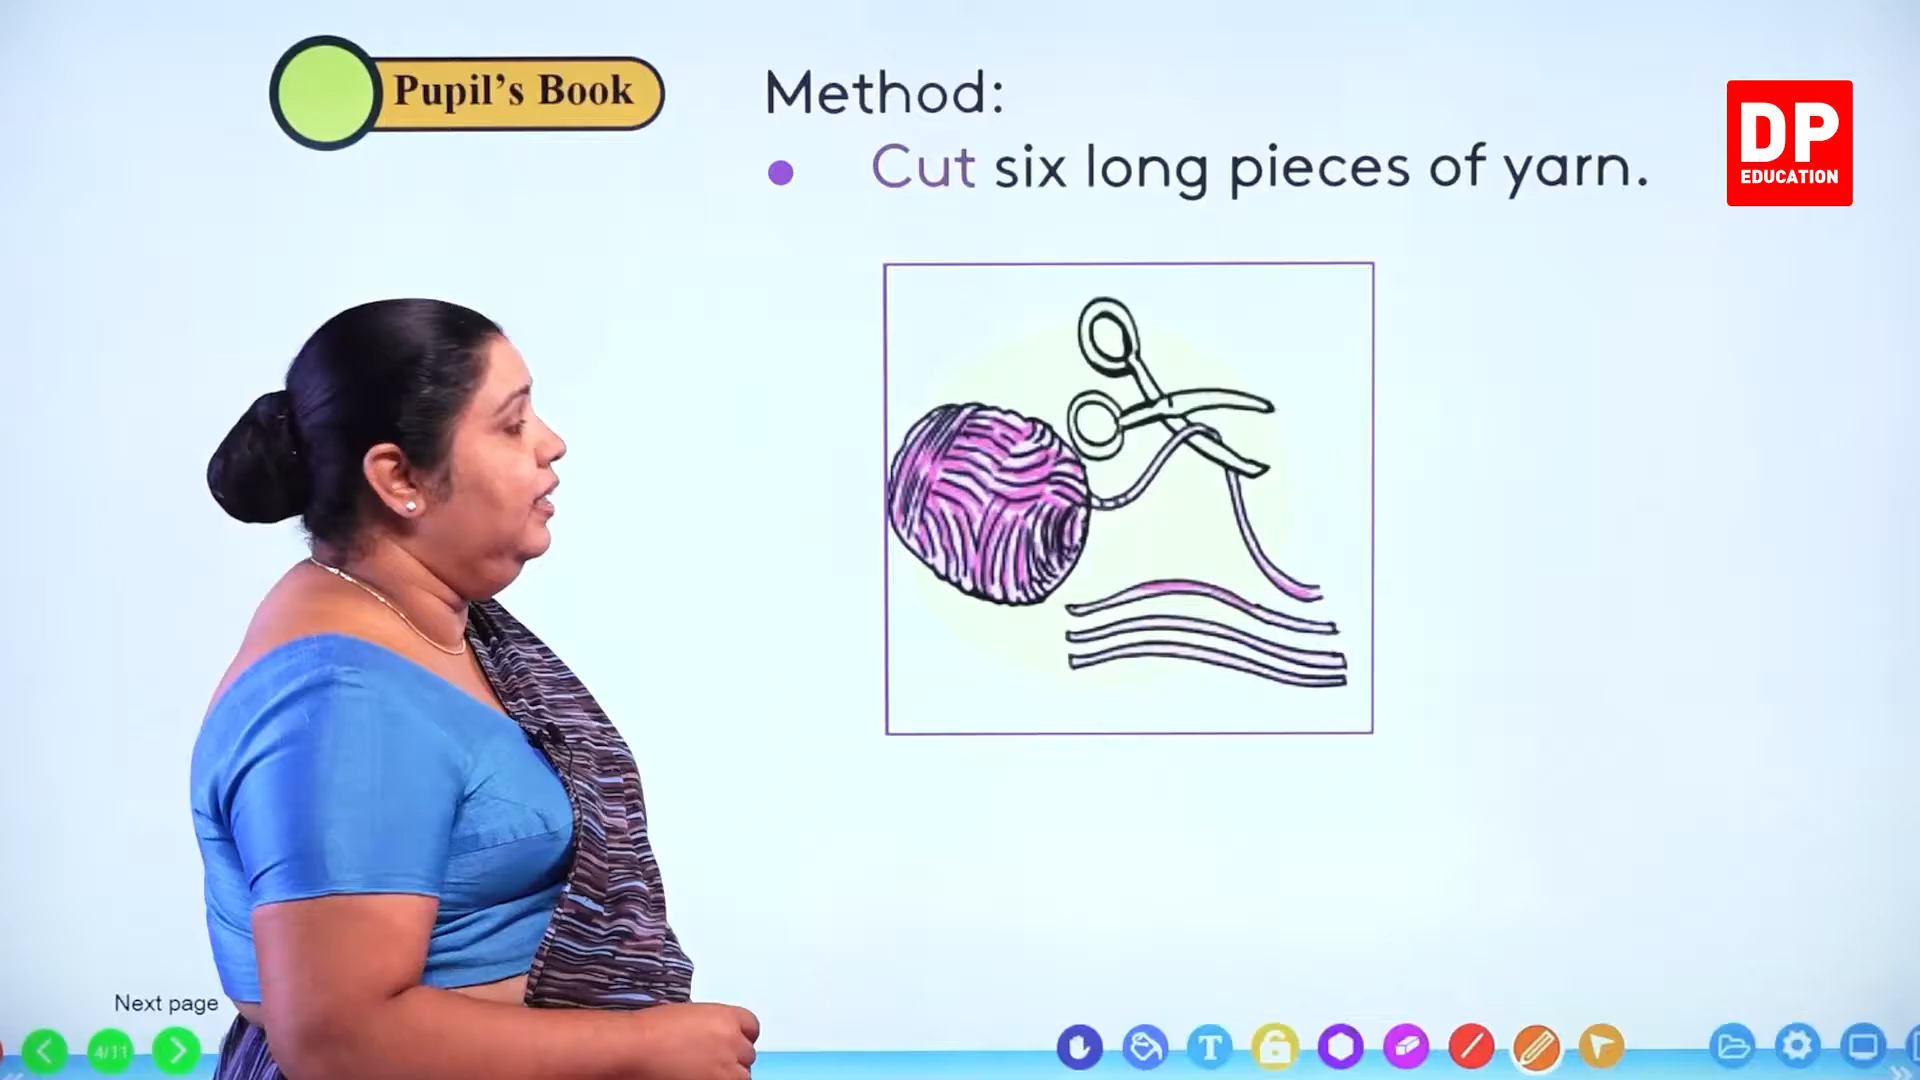 Pupil's Book
Method:
Cut six long pieces of yarn.
DP
EDUCATION
Next page
4/11
T